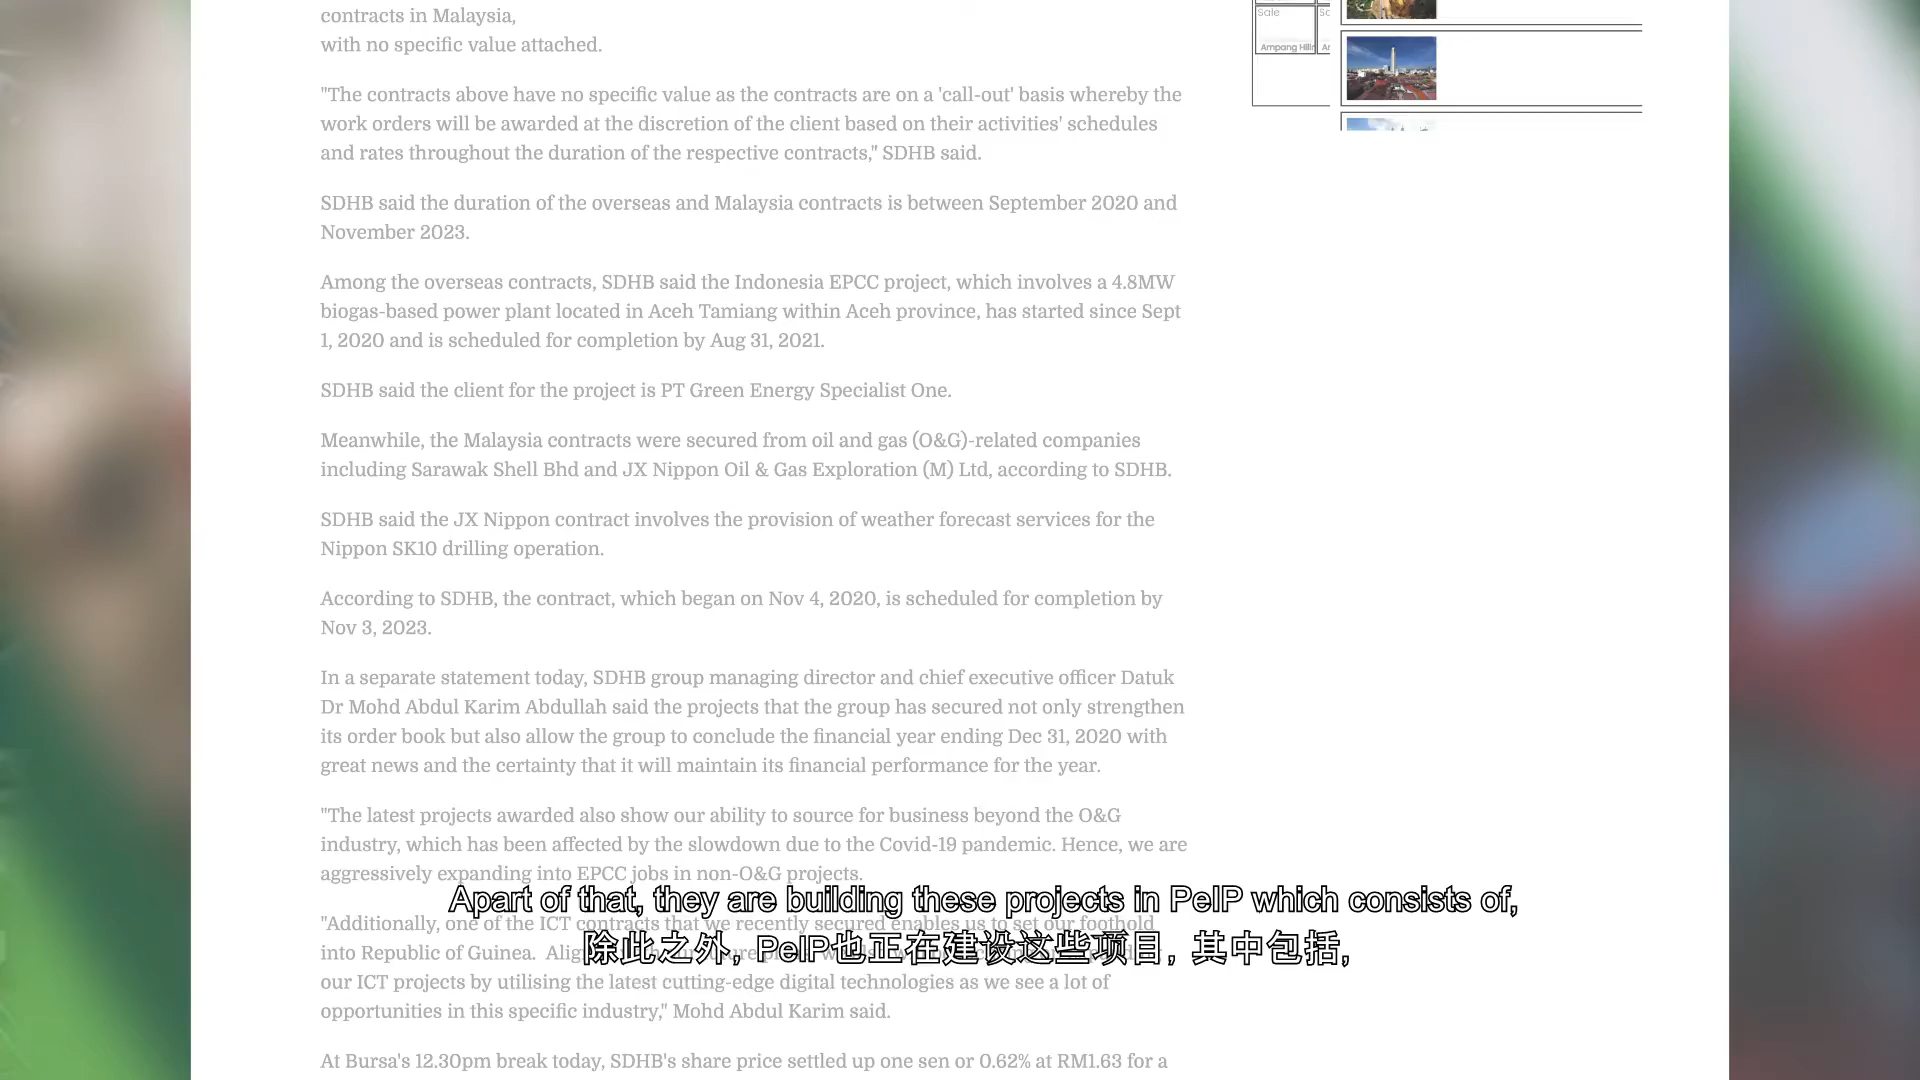 contracts in Malaysia,
with no specific value attached.
"The contracts above have no specific value as the contracts are on a 'call-out' basis whereby the
work orders will be awarded at the discretion of the client based on their activities' schedules
and rates throughout the duration of the respective contracts," SDHB said.
SDHB said the duration of the overseas and Malaysia contracts is between September 2020 and
November 2023.
Among the overseas contracts, SDHB said the Indonesia EPCC project, which involves a 4.8MW
biogas-based power plant located in Aceh Tamiang within Aceh province, has started since Sept
1, 2020 and is scheduled for completion by Aug 31, 2021.
SDHB said the client for the project is PT Green Energy Specialist One.
Meanwhile, the Malaysia contracts were secured from oil and gas (O&G)-related companies
including Sarawak Shell Bhd and JX Nippon Oil & Gas Exploration (M) Ltd, according to SDHB.
SDHB said the JX Nippon contract involves the provision of weather forecast services for the
Nippon SK10 drilling operation.
According to SDHB, the contract, which began on Nov 4, 2020, is scheduled for completion by
Nov 3, 2023.
In a separate statement today, SDHB group managing director and chief executive officer Datuk
Dr Mohd Abdul Karim Abdullah said the projects that the group has secured not only strengthen
its order book but also allow the group to conclude the financial year ending Dec 31, 2020 with
great news and the certainty that it will maintain its financial performance for the year.
"The latest projects awarded also show our ability to source for business beyond the O&G
industry, which has been affected by the slowdown due to the Covid-19 pandemic. Hence, we are
aggressively expanding into EPCC jobs in non-O&G projects.
"Additionally, one of the ICT contracts that we recently secured enables us to set our foothold
into Republic of Guinea.
our ICT projects by utilising the latest cutting-edge digital technologies as we see a lot of
opportunities in this specific industry," Mohd Abdul Karim said.
At Bursa's 12.30pm break today, SDHB's share price settled up one sen or 0.62% at RM1.63 for a
Sale
Ampang
Apart of that, they are building these projects in PeIP which consists of,
除此之外, PeIP也正在建设这些项目, 其中包括,